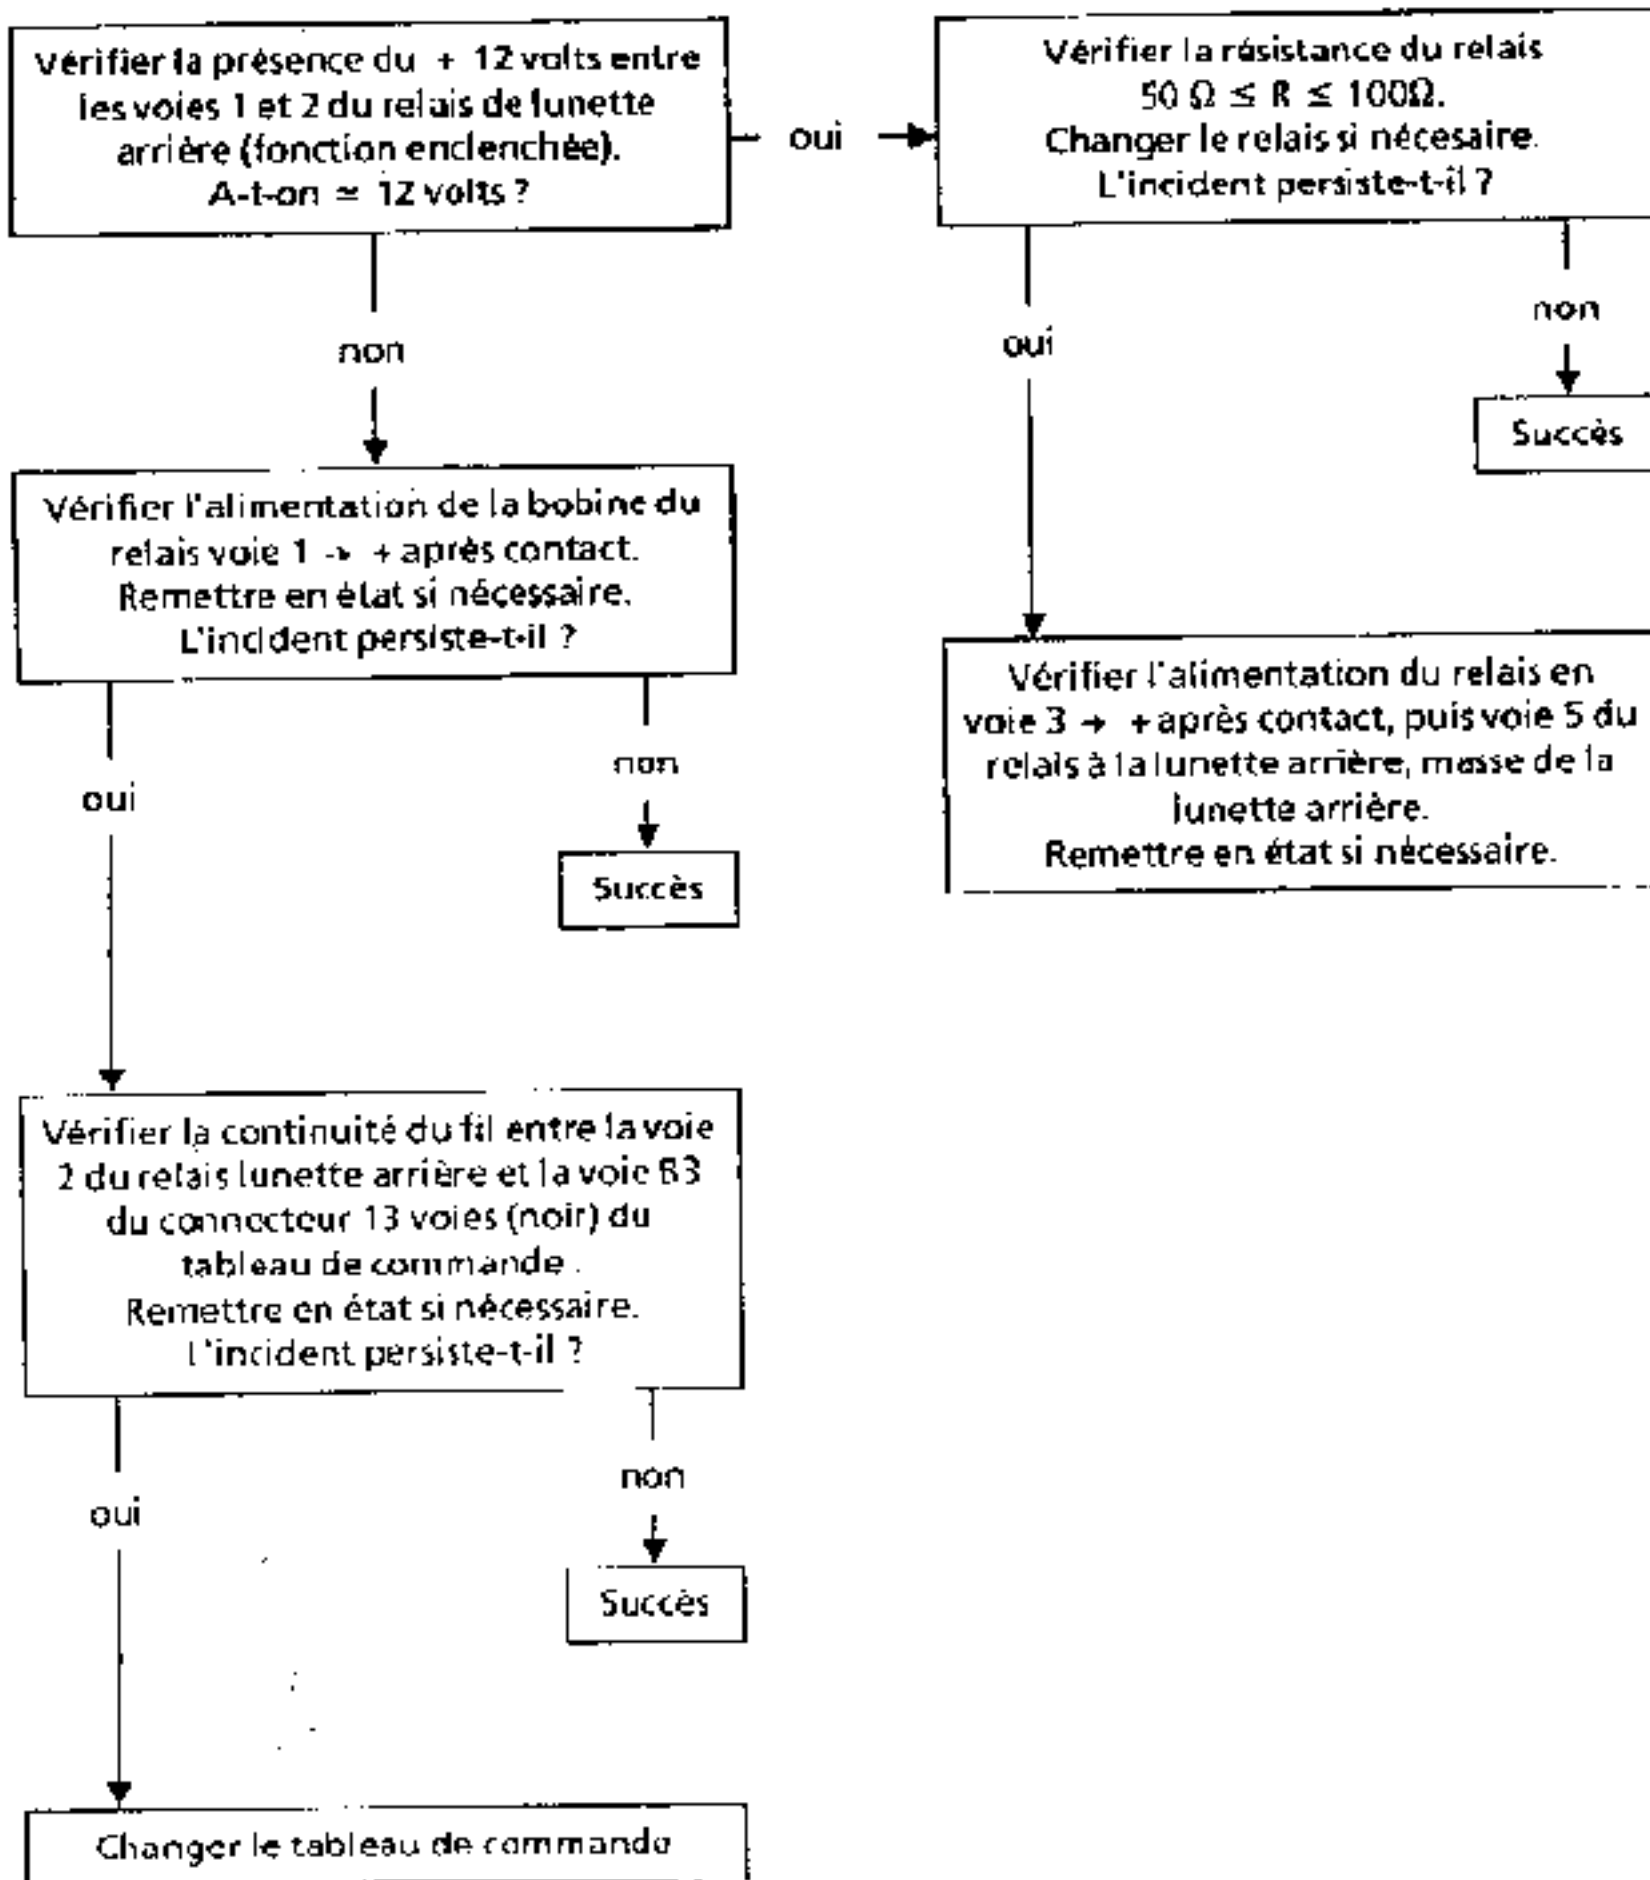 Vérifier la présence du + 12 volts entre
les voies 1 et 2 du relais de lunette
arrière (fonction enclenchée).
A-t-on ≃ 12 volts ?
oui
Vérifier la résistance du relais
50 Ω ≤ R ≤ 100Ω.
Changer le relais si nécesaire.
L'incident persiste-t-il ?
non
oui
non
Succès
Vérifier l'alimentation de la bobine du
relais voie 1 → + après contact.
Remettre en état si nécessaire.
L'incident persiste-t-il ?
Vérifier l'alimentation du relais en
voie 3 → + après contact, puis voie 5 du
relais à la lunette arrière, masse de la
lunette arrière.
Remettre en état si nécessaire.
oui
non
Succès
Vérifier la continuité du fil entre la voie
2 du relais lunette arrière et la voie B3
du connecteur 13 voies (noir) du
tableau de commande .
Remettre en état si nécessaire.
L'incident persiste-t-il ?
oui
non
Succès
Changer le tableau de commande